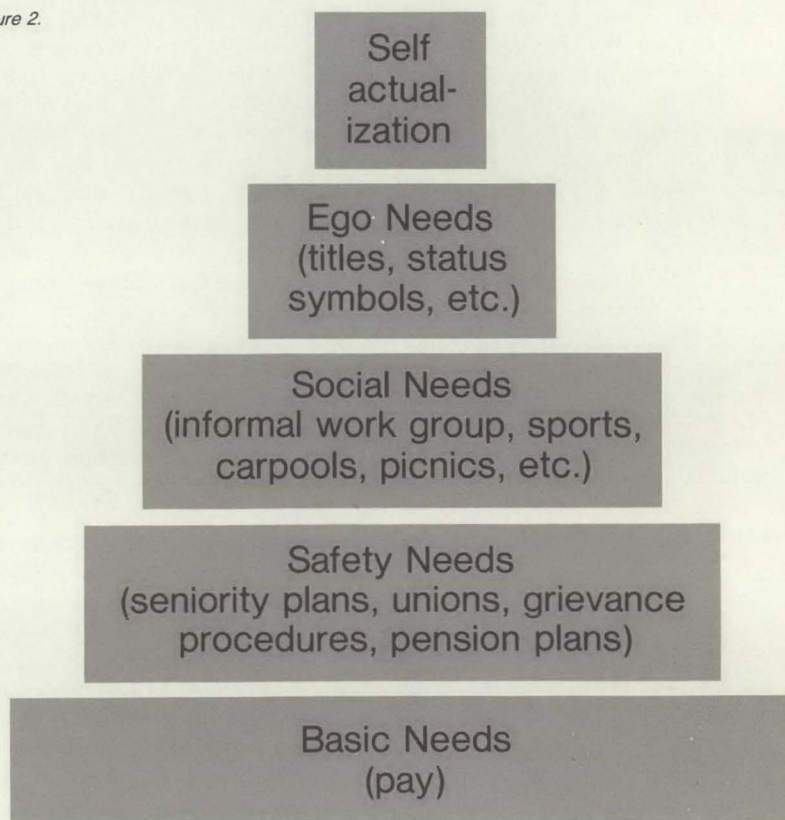 ure 2.
Self
actual-
ization
Ego Needs
(titles, status
symbols, etc.)
Social Needs
(informal work group, sports,
carpools, picnics, etc.)
Safety Needs
(seniority plans, unions, grievance
procedures, pension plans)
Basic Needs
(pay)